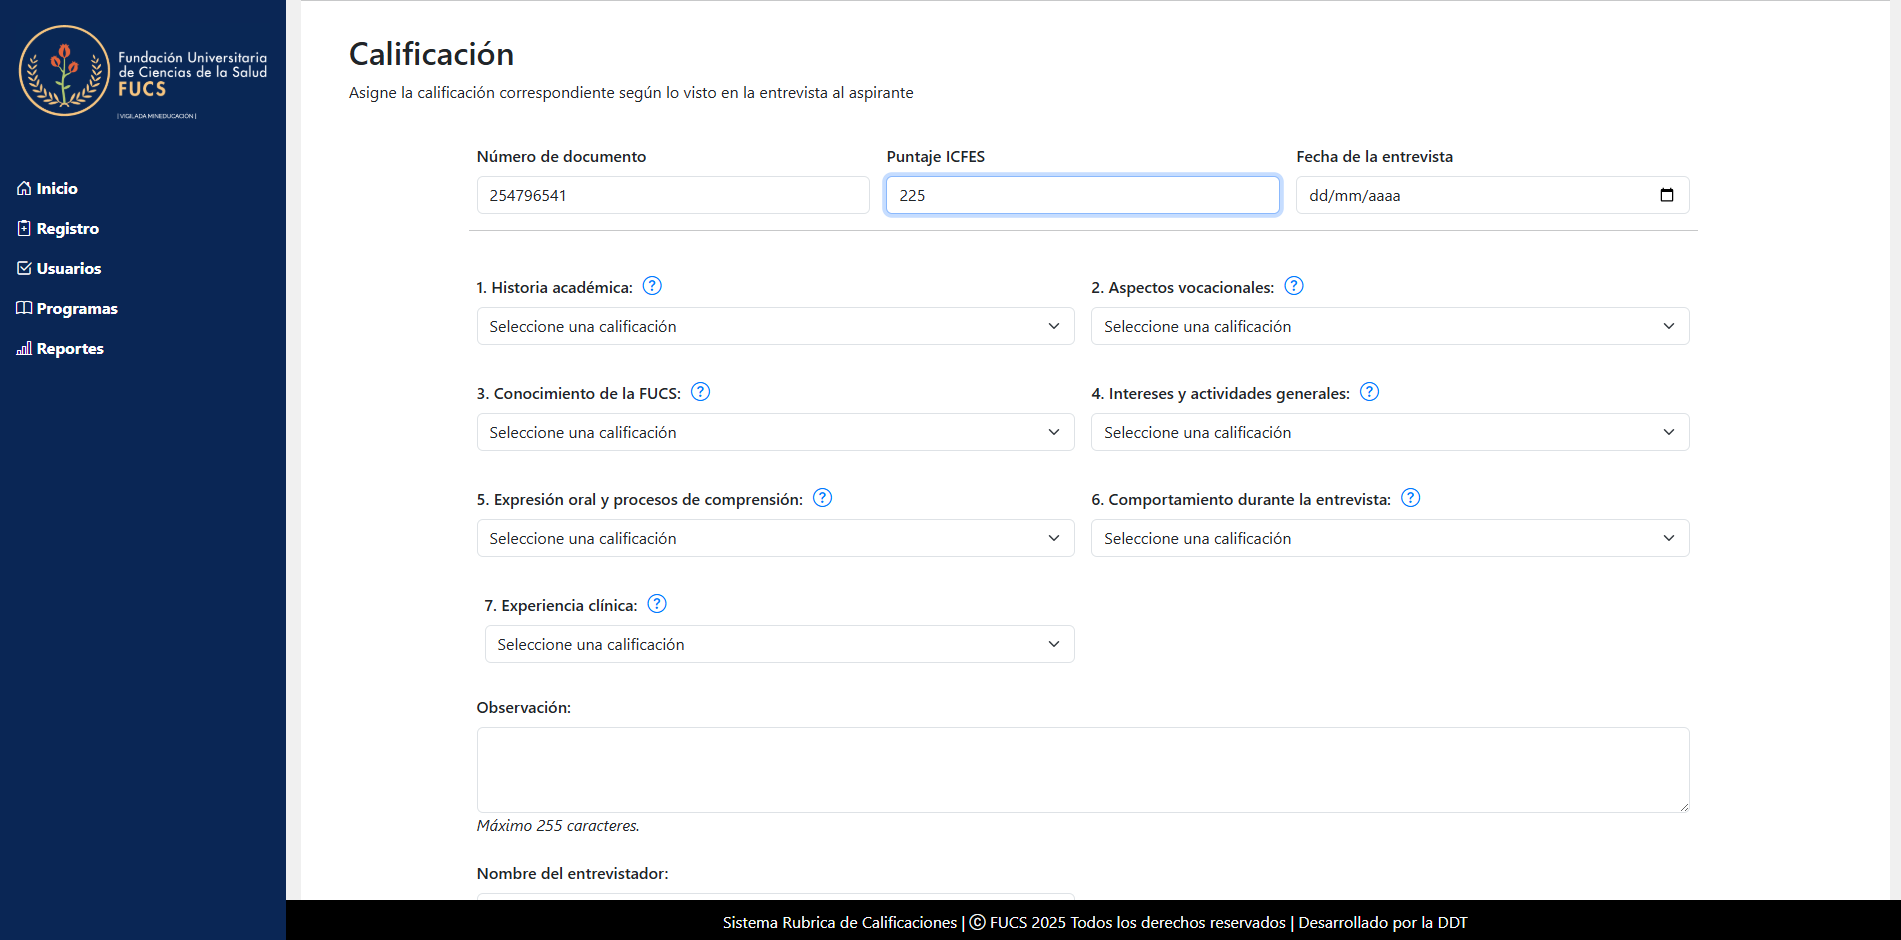 Fundación Universitaria
de Ciencias de la Salud
FUCS
| VIGILADA MINEDUCACIÓN |
Inicio
Registro
Usuarios
Programas
Reportes
Calificación
Asigne la calificación correspondiente según lo visto en la entrevista al aspirante
Número de documento
254796541
Puntaje ICFES
225
Fecha de la entrevista
dd/mm/aaaa
1. Historia académica: ?
Seleccione una calificación
2. Aspectos vocacionales: ?
Seleccione una calificación
3. Conocimiento de la FUCS: ?
Seleccione una calificación
4. Intereses y actividades generales: ?
Seleccione una calificación
5. Expresión oral y procesos de comprensión: ?
Seleccione una calificación
6. Comportamiento durante la entrevista: ?
Seleccione una calificación
7. Experiencia clínica: ?
Seleccione una calificación
Observación:
Máximo 255 caracteres.
Nombre del entrevistador:
Sistema Rubrica de Calificaciones | © FUCS 2025 Todos los derechos reservados | Desarrollado por la DDT